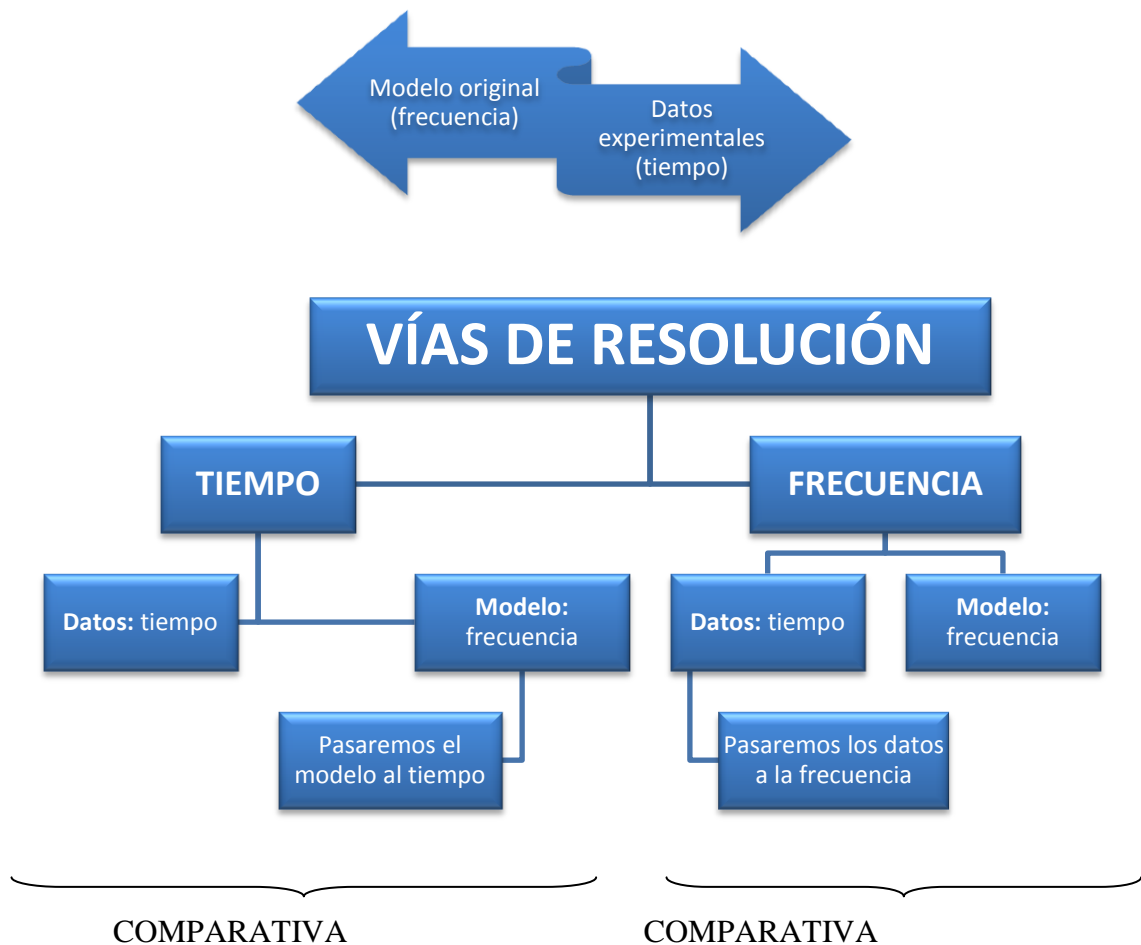 Modelo original
(frecuencia)
Datos
experimentales
(tiempo)
VÍAS DE RESOLUCIÓN
TIEMPO
FRECUENCIA
Datos: tiempo
Modelo:
frecuencia
Datos: tiempo
Modelo:
frecuencia
Pasaremos el
modelo al tiempo
Pasaremos los datos
a la frecuencia
COMPARATIVA
COMPARATIVA